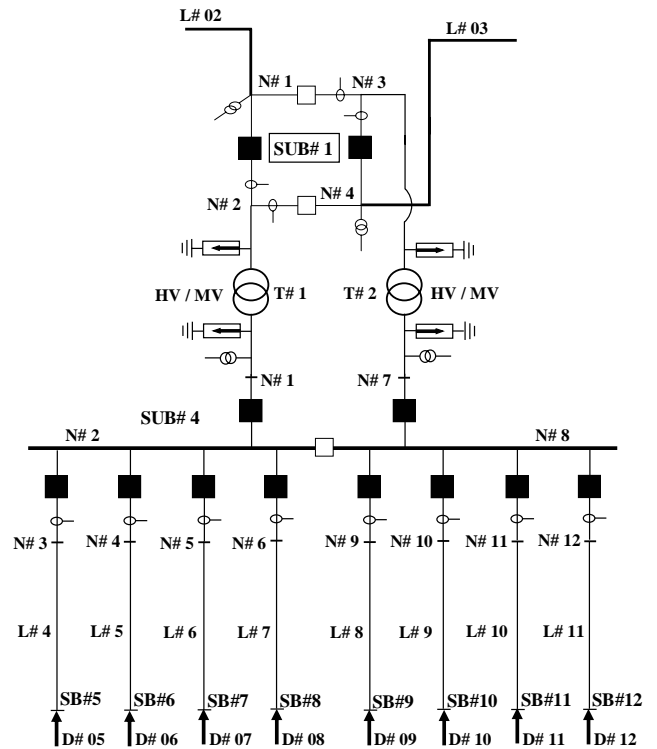 L# 02
L# 03
N# 1 N# 3
SUB# 1
N# 2 N# 4
HV / MV T# 1 T# 2 HV / MV
N# 1 N# 7
SUB# 4
N# 2 N# 8
N# 3 N# 4 N# 5 N# 6 N# 9 N# 10 N# 11 N# 12
L# 4 L# 5 L# 6 L# 7 L# 8 L# 9 L# 10 L# 11
SB#5 SB#6 SB#7 SB#8 SB#9 SB#10 SB#11 SB#12
D# 05 D# 06 D# 07 D# 08 D# 09 D# 10 D# 11 D# 12